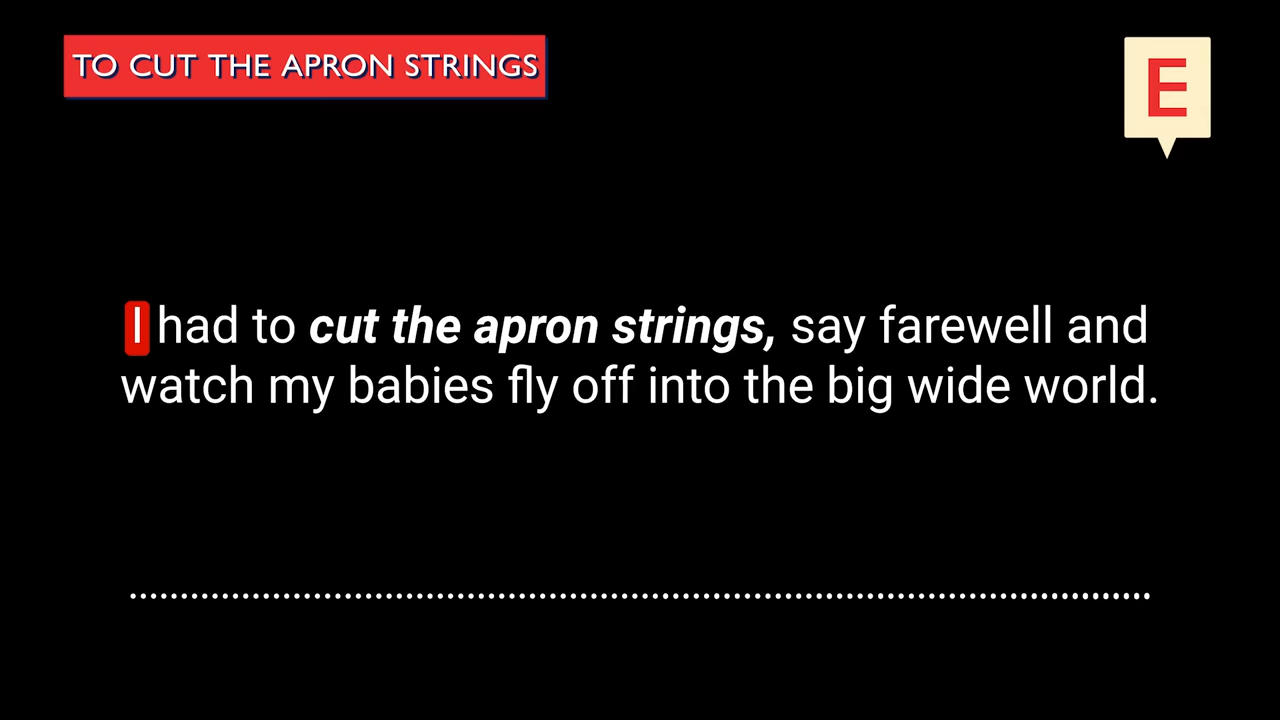 TO CUT THE APRON STRINGS
E
I had to cut the apron strings, say farewell and
watch my babies fly off into the big wide world.